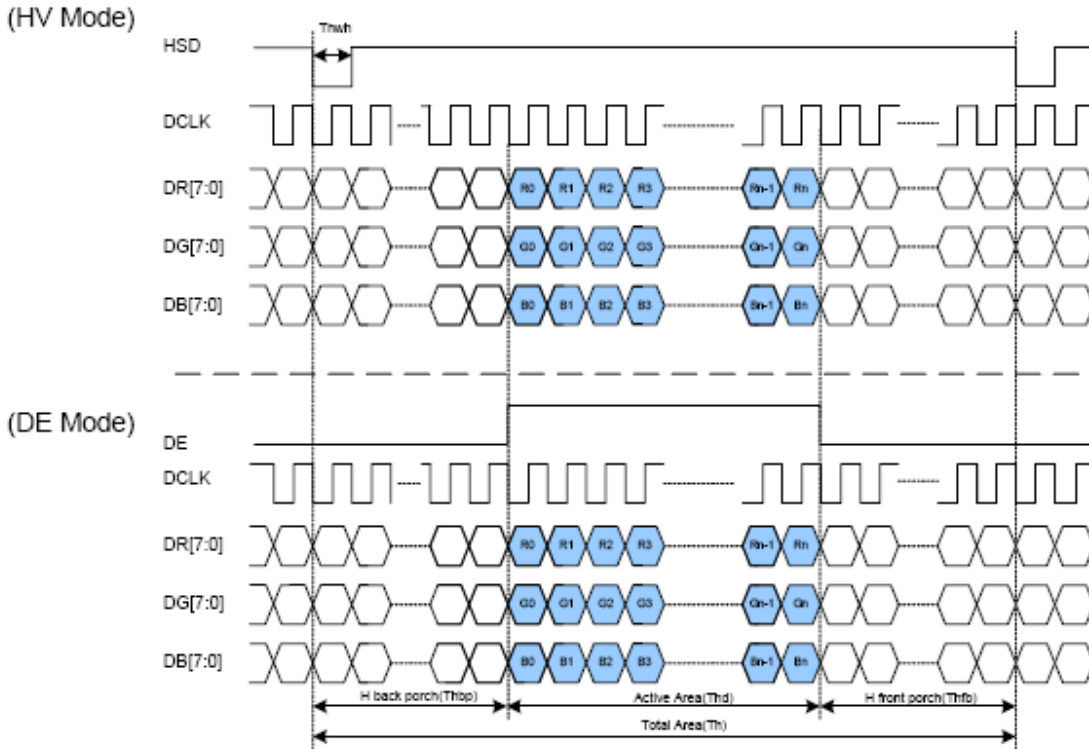 (HV Mode)
Thwh
HSD
DCLK
DR[7:0]
R0 R1 R2 R3 Rn-1 Rn
DG[7:0]
G0 G1 G2 G3 Gn-1 Gn
DB[7:0]
B0 B1 B2 B3 Bn-1 Bn
(DE Mode)
DE
DCLK
DR[7:0]
R0 R1 R2 R3 Rn-1 Rn
DG[7:0]
G0 G1 G2 G3 Gn-1 Gn
DB[7:0]
B0 B1 B2 B3 Bn-1 Bn
H back porch(Thbp) Active Area(Thd) H front porch(Thfb)
Total Area(Th)